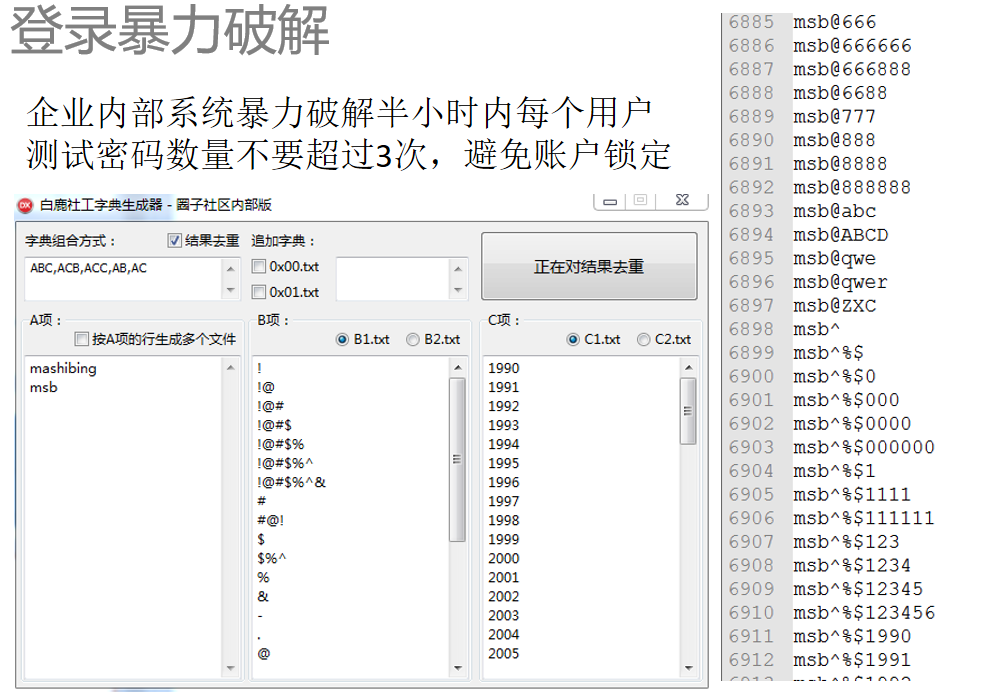 登录暴力破解
企业内部系统暴力破解半小时内每个用户
测试密码数量不要超过3次，避免账户锁定
白鹿社工字典生成器 - 圈子社区内部版
字典组合方式：
结果去重
追加字典：
ABC,ACB,ACC,AB,AC
0x00.txt
0x01.txt
正在对结果去重
A项：
按A项的行生成多个文件
mashibing
msb
B项：
B1.txt
B2.txt
!
!@
!@#
!@#$
!@#$%
!@#$%^
!@#$%^&
#
#@!
$
$%^
%
&
-
.
@
C项：
C1.txt
C2.txt
1990
1991
1992
1993
1994
1995
1996
1997
1998
1999
2000
2001
2002
2003
2004
2005
6885 msb@666
6886 msb@666666
6887 msb@666888
6888 msb@6688
6889 msb@777
6890 msb@888
6891 msb@8888
6892 msb@888888
6893 msb@abc
6894 msb@ABCD
6895 msb@qwe
6896 msb@qwer
6897 msb@ZXC
6898 msb^
6899 msb^%$
6900 msb^%$0
6901 msb^%$000
6902 msb^%$0000
6903 msb^%$000000
6904 msb^%$1
6905 msb^%$1111
6906 msb^%$111111
6907 msb^%$123
6908 msb^%$1234
6909 msb^%$12345
6910 msb^%$123456
6911 msb^%$1990
6912 msb^%$1991